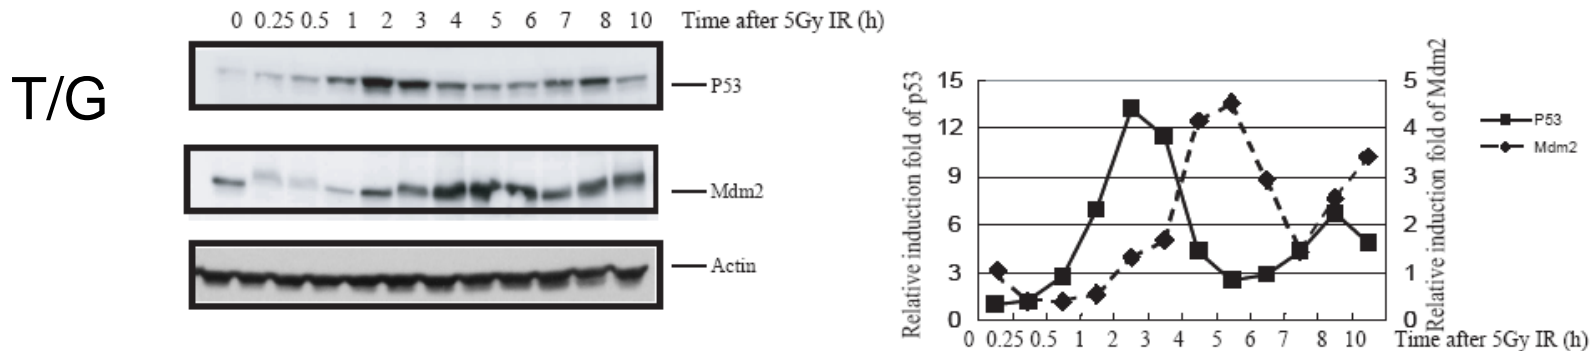 0 0.25 0.5 1 2 3 4 5 6 7 8 10 Time after 5Gy IR (h)
T/G
P53
Mdm2
Actin
Relative induction fold of p53
15
12
9
6
3
0
5
4
3
2
1
0
Relative induction fold of Mdm2
P53
Mdm2
0 0.25 0.5 1 2 3 4 5 6 7 8 10 Time after 5Gy IR (h)